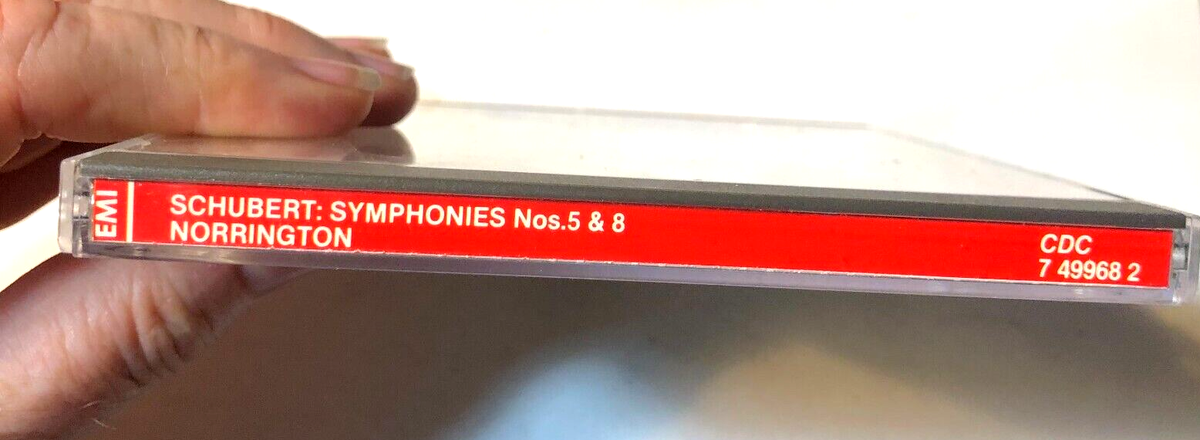 EMI
SCHUBERT: SYMPHONIES Nos.5 & 8
NORRINGTON
CDC
7 49968 2